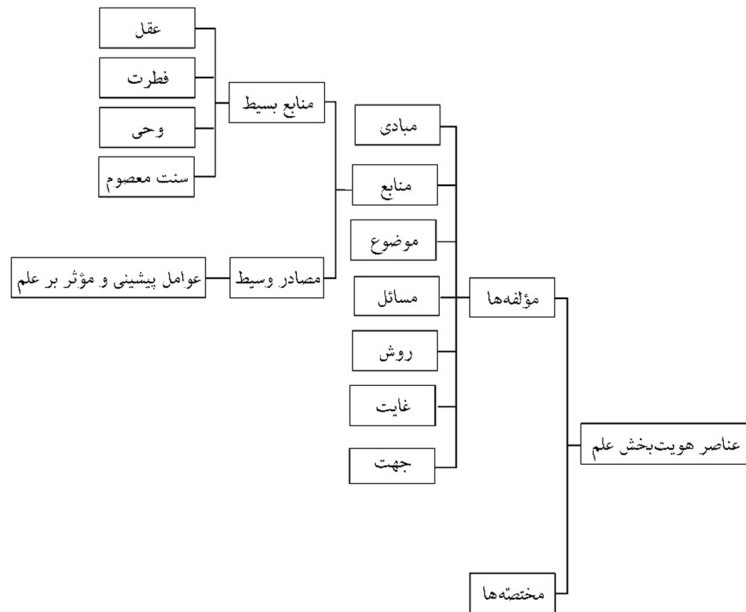 عناصر هویت‌بخش علم
مؤلفه‌ها
مبادی
منابع
منابع بسیط
عقل
فطرت
وحی
سنت معصوم
مصادر وسیط
عوامل پیشینی و مؤثر بر علم
موضوع
مسائل
روش
غایت
جهت
مختصّه‌ها